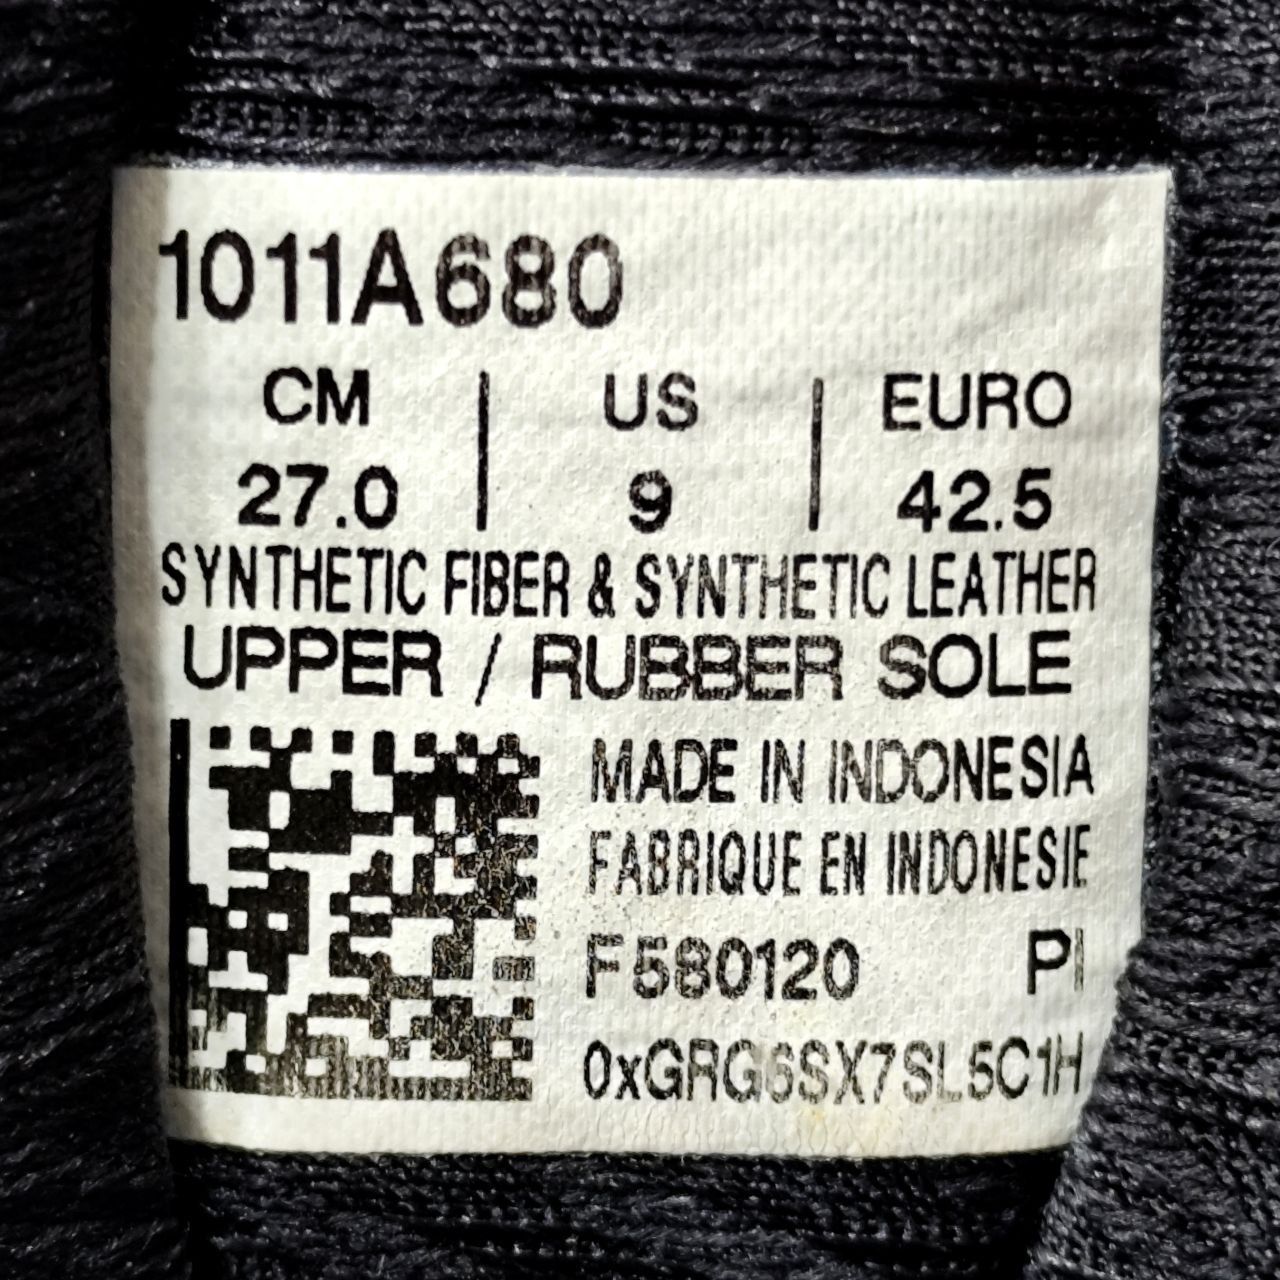 1011A680
CM | US | EURO
27.0 | 9 | 42.5
SYNTHETIC FIBER & SYNTHETIC LEATHER
UPPER / RUBBER SOLE
MADE IN INDONESIA
FABRIQUE EN INDONESIE
F580120 PI
0xGRG6SX7SL5C1H